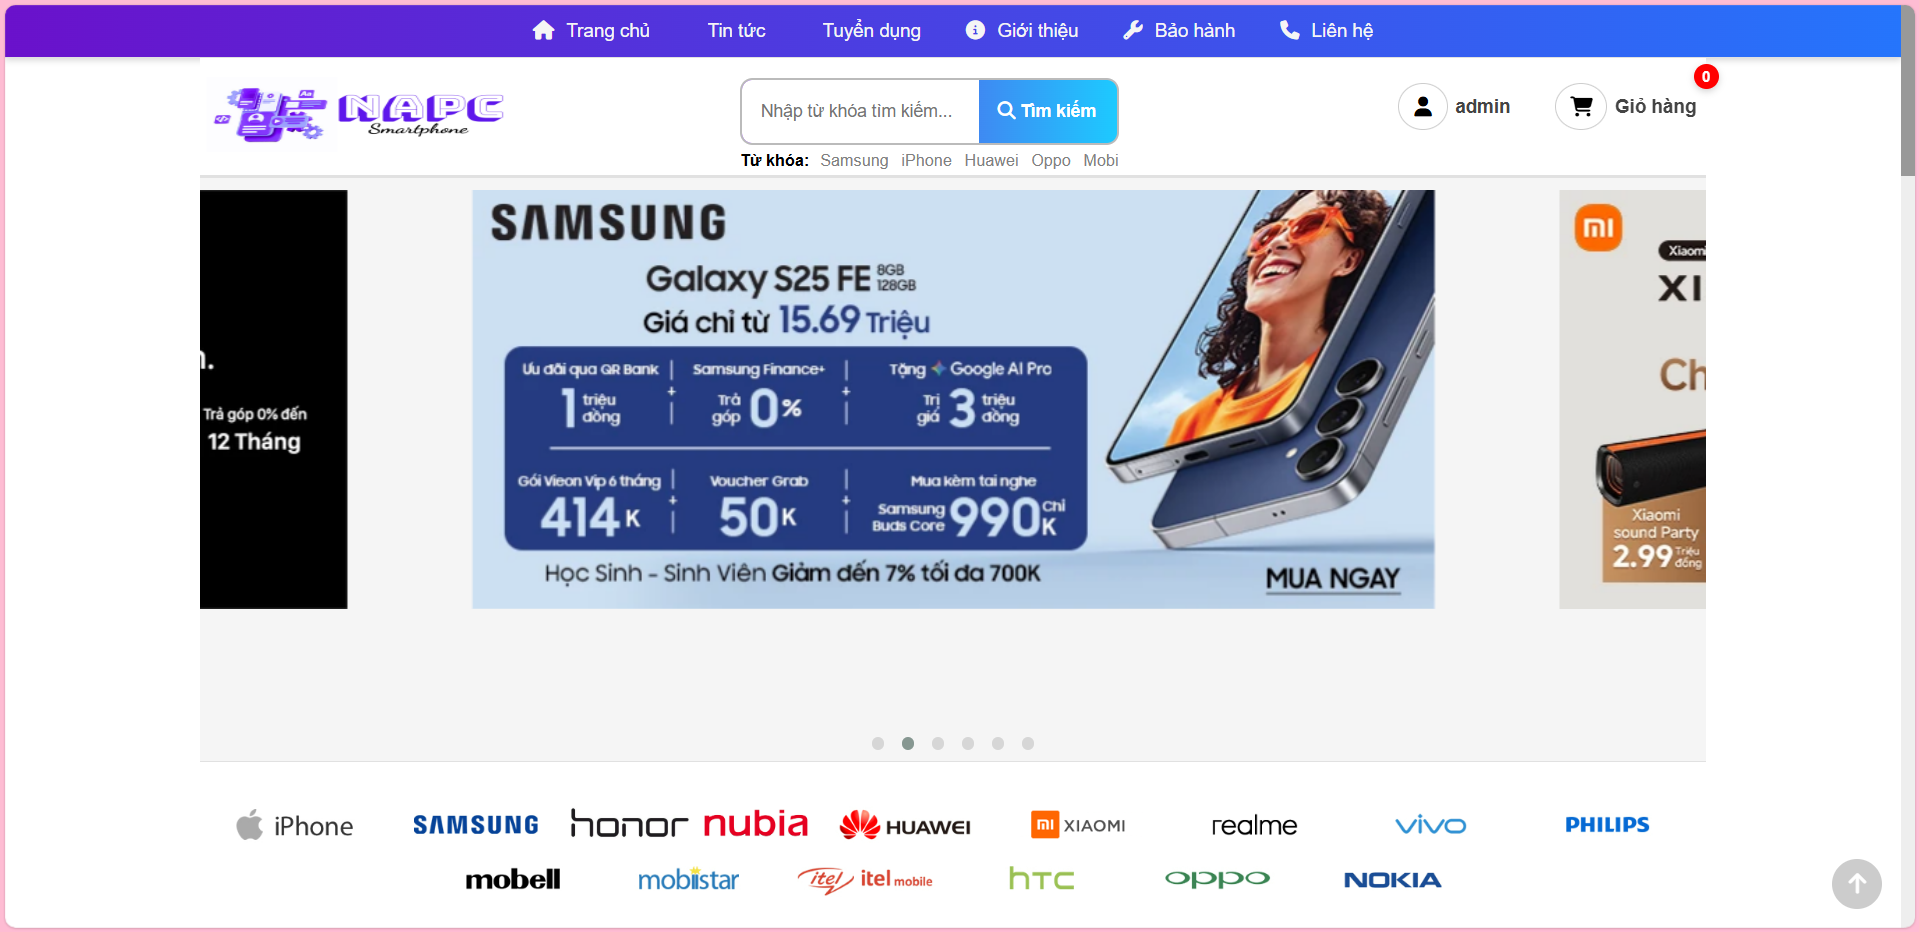 Trang chủ Tin tức Tuyển dụng Giới thiệu Bảo hành Liên hệ
NAPC
Smartphone
Nhập từ khóa tìm kiếm...
Tìm kiếm
Từ khóa: Samsung iPhone Huawei Oppo Mobi
admin
0
Giỏ hàng
Trả góp 0% đến
12 Tháng
SAMSUNG
Galaxy S25 FE 8GB 128GB
Giá chỉ từ 15.69 Triệu
Ưu đãi qua QR Bank
1 triệu đồng
+
Samsung Finance+
Trả góp 0%
+
Tặng Google AI Pro
Trị giá 3 triệu đồng
Gói Vieon Vip 6 tháng
414K
+
Voucher Grab
50K
+
Mua kèm tai nghe
Samsung Buds Core 990K Chỉ
Học Sinh - Sinh Viên Giảm đến 7% tối đa 700K
MUA NGAY
mi
Xiaomi
XI
Ch
Xiaomi
sound Party
2.99 Triệu đồng
iPhone SAMSUNG honor nubia HUAWEI mi XIAOMI realme vivo PHILIPS
mobell mobiistar itel itel mobile hTC oppo NOKIA